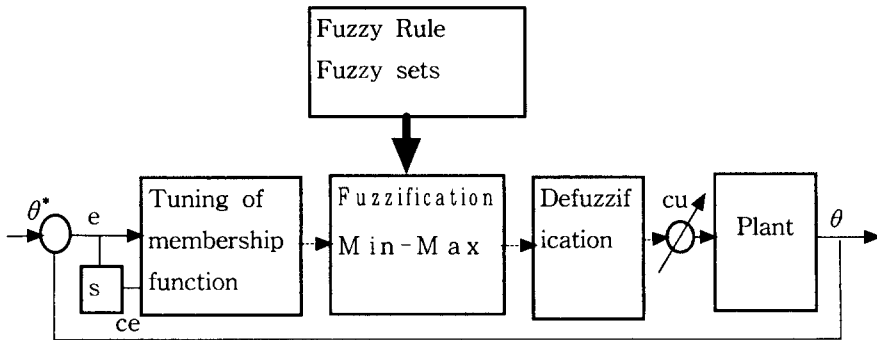 Fuzzy Rule
Fuzzy sets
θ*
e
s
ce
Tuning of
membership
function
Fuzzification
Min-Max
Defuzzif
ication
cu
Plant
θ